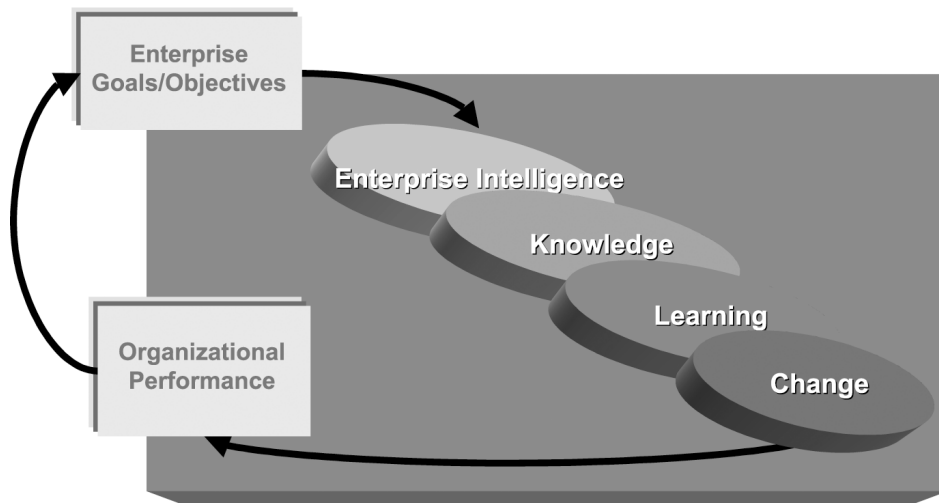 Enterprise
Goals/Objectives
Enterprise Intelligence
Knowledge
Learning
Organizational
Performance
Change